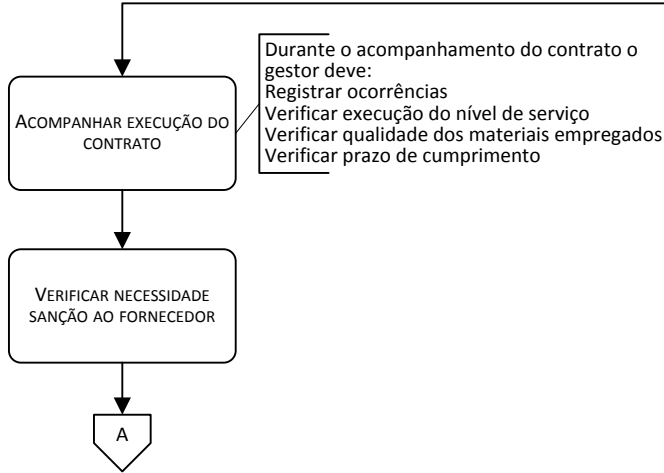 Durante o acompanhamento do contrato o
gestor deve:
Registrar ocorrências
Verificar execução do nível de serviço
Verificar qualidade dos materiais empregados
Verificar prazo de cumprimento
ACOMPANHAR EXECUÇÃO DO
CONTRATO
VERIFICAR NECESSIDADE
SANÇÃO AO FORNECEDOR
A